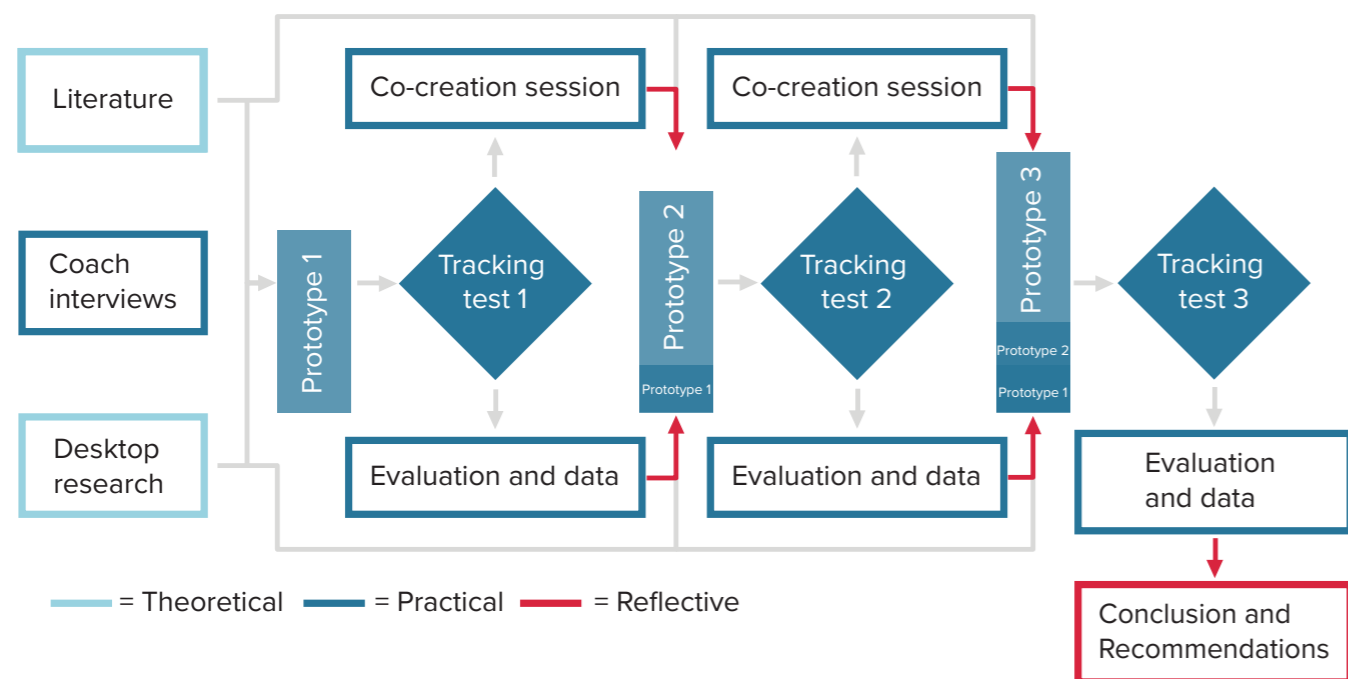 Literature
Coach
interviews
Desktop
research
Prototype 1
Co-creation session
Tracking
test 1
Evaluation and data
Prototype 2
Prototype 1
Co-creation session
Tracking
test 2
Evaluation and data
Prototype 3
Prototype 2
Prototype 1
Tracking
test 3
Evaluation
and data
Conclusion and
Recommendations
= Theoretical
= Practical
= Reflective